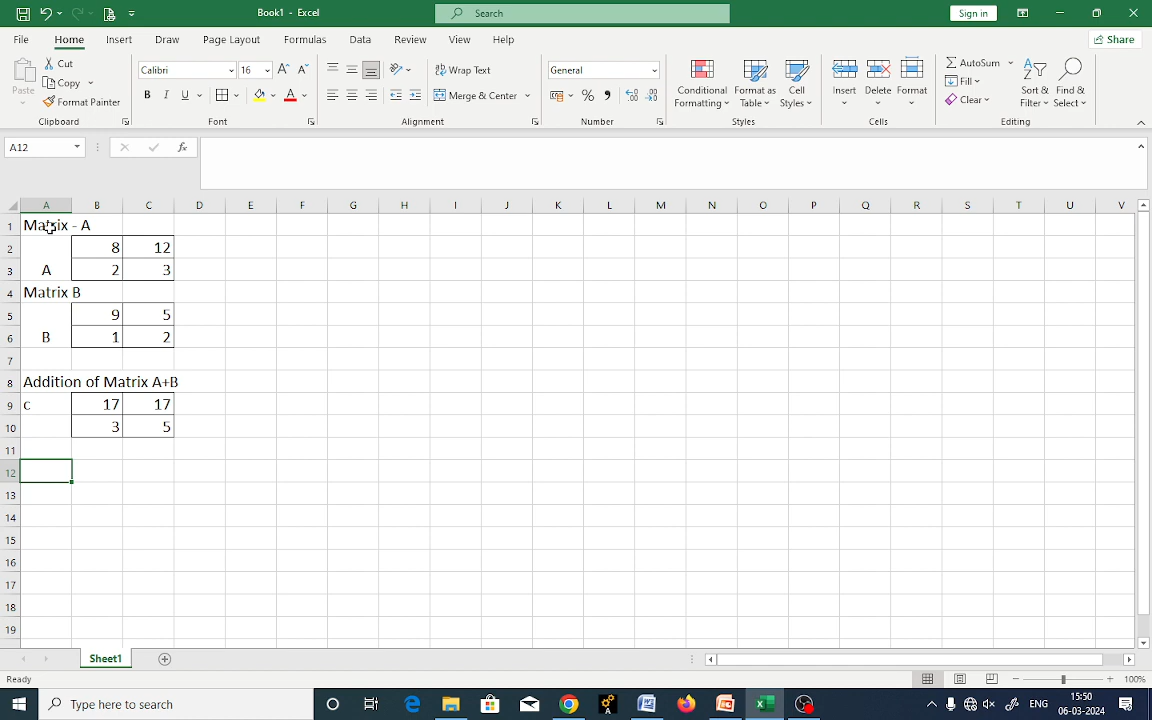 Book1 - Excel
Search
Sign in
File Home Insert Draw Page Layout Formulas Data Review View Help
Share
Paste
Cut
Copy
Format Painter
Clipboard
Calibri 16 A^ A˅
B I U A
Font
ab Wrap Text
Merge & Center
Alignment
General
% ,
Number
Conditional Formatting
Format as Table
Cell Styles
Styles
Insert Delete Format
Cells
AutoSum
Fill
Clear
Sort & Filter
Find & Select
Editing
A12 fx
A B C D E F G H I J K L M N O P Q R S T U V
1 Matrix - A
2 8 12
3 A 2 3
4 Matrix B
5 9 5
6 B 1 2
7
8 Addition of Matrix A+B
9 C 17 17
10 3 5
11
12
13
14
15
16
17
18
19
Sheet1
Ready
100%
Type here to search
ENG
15:50
06-03-2024